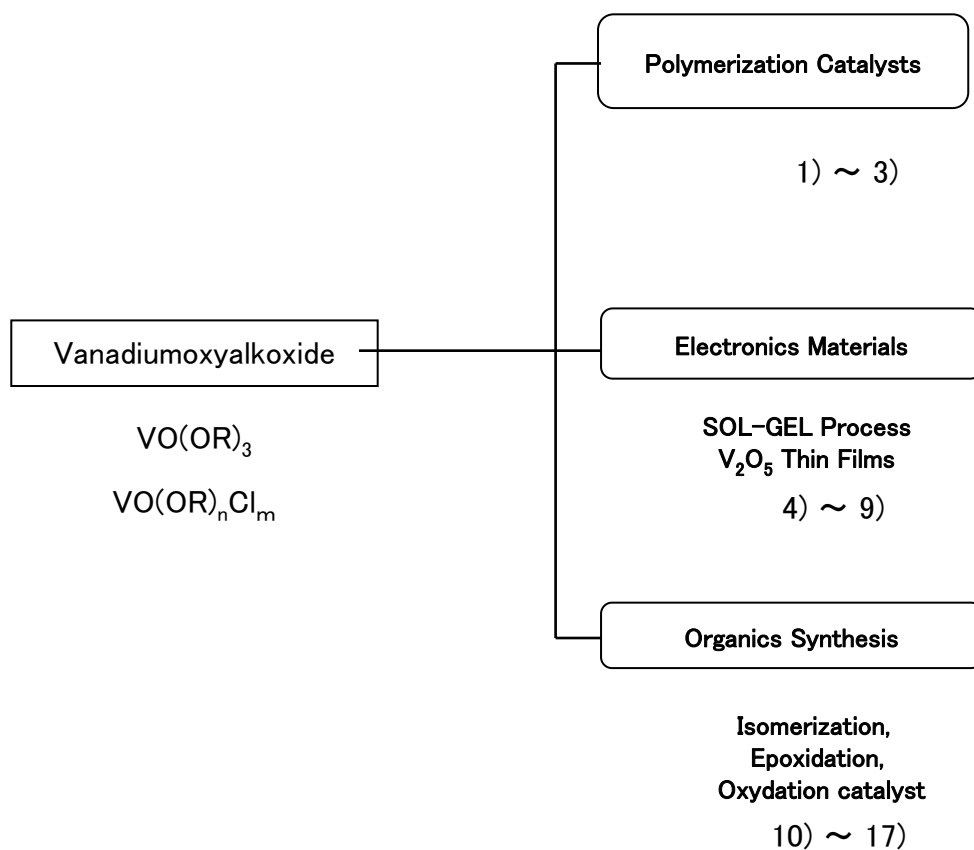 Polymerization Catalysts
1) ～ 3)
Vanadiumoxyalkoxide
VO(OR)₃
VO(OR)ₙClₘ
Electronics Materials
SOL-GEL Process
V₂O₅ Thin Films
4) ～ 9)
Organics Synthesis
Isomerization,
Epoxidation,
Oxydation catalyst
10) ～ 17)